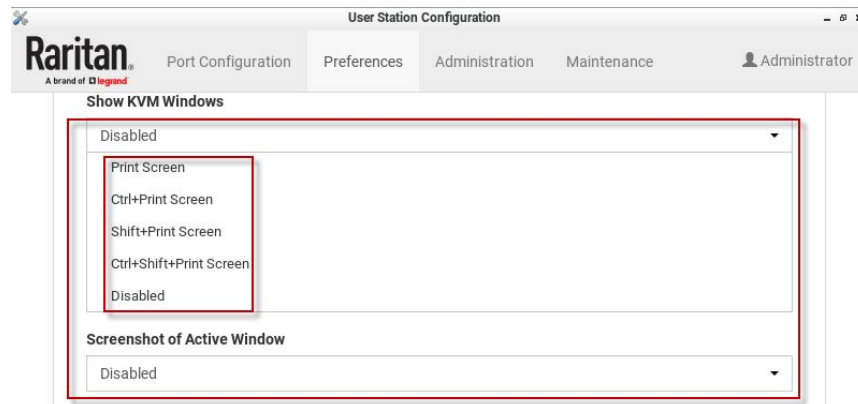 User Station Configuration
Raritan.
A brand of legrand
Port Configuration
Preferences
Administration
Maintenance
Administrator
Show KVM Windows
Disabled
Print Screen
Ctrl+Print Screen
Shift+Print Screen
Ctrl+Shift+Print Screen
Disabled
Screenshot of Active Window
Disabled